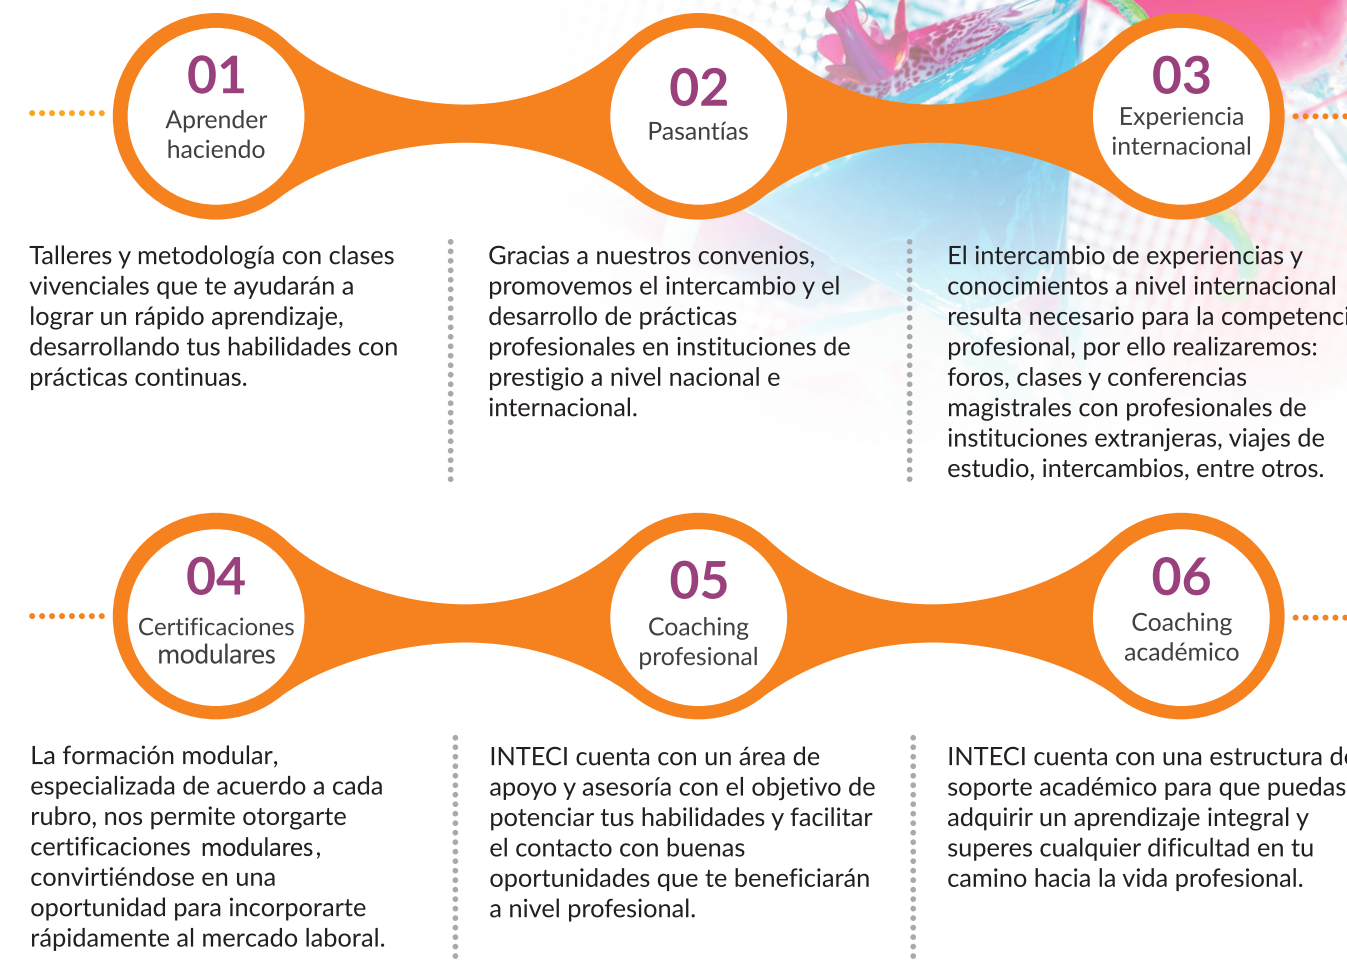 01
Aprender
haciendo
02
Pasantías
03
Experiencia
internacional
Talleres y metodología con clases
vivenciales que te ayudarán a
lograr un rápido aprendizaje,
desarrollando tus habilidades con
prácticas continuas.
Gracias a nuestros convenios,
promovemos el intercambio y el
desarrollo de prácticas
profesionales en instituciones de
prestigio a nivel nacional e
internacional.
El intercambio de experiencias y
conocimientos a nivel internacional
resulta necesario para la competenci
profesional, por ello realizaremos:
foros, clases y conferencias
magistrales con profesionales de
instituciones extranjeras, viajes de
estudio, intercambios, entre otros.
04
Certificaciones
modulares
05
Coaching
profesional
06
Coaching
académico
La formación modular,
especializada de acuerdo a cada
rubro, nos permite otorgarte
certificaciones modulares,
convirtiéndose en una
oportunidad para incorporarte
rápidamente al mercado laboral.
INTECI cuenta con un área de
apoyo y asesoría con el objetivo de
potenciar tus habilidades y facilitar
el contacto con buenas
oportunidades que te beneficiarán
a nivel profesional.
INTECI cuenta con una estructura de
soporte académico para que puedas
adquirir un aprendizaje integral y
superes cualquier dificultad en tu
camino hacia la vida profesional.